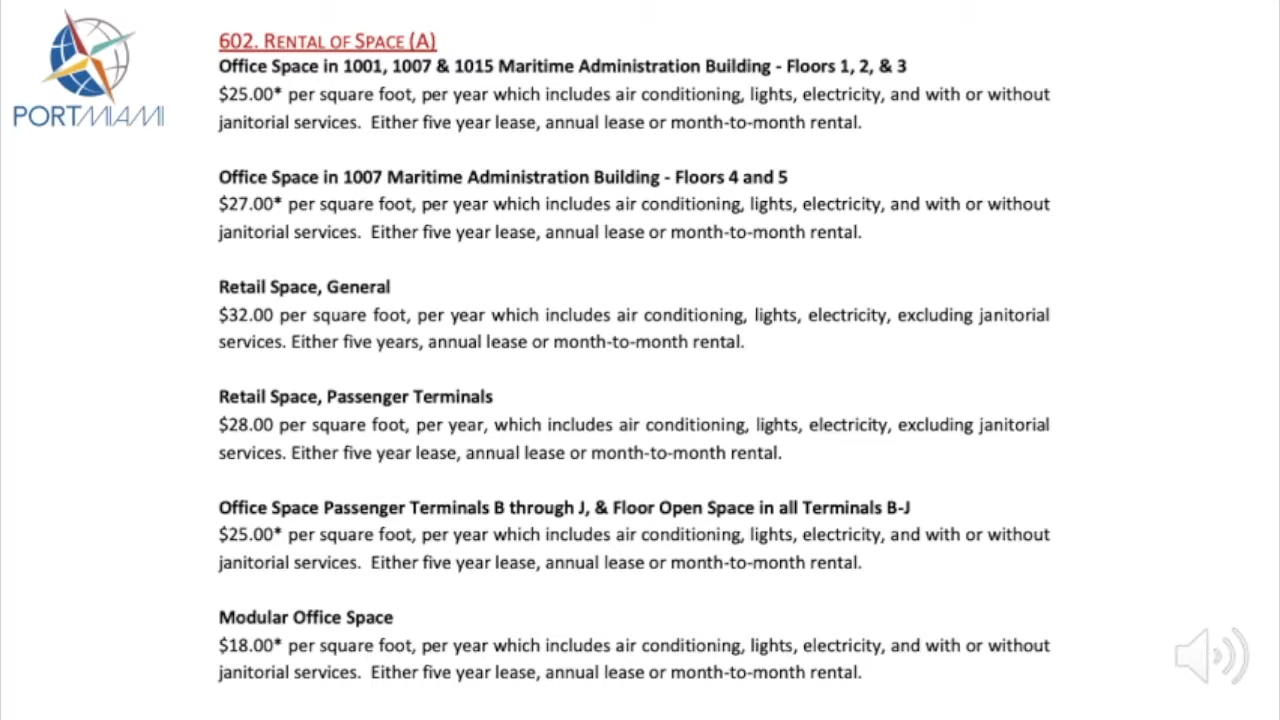 PORTMIAMI
602. RENTAL OF SPACE (A)
Office Space in 1001, 1007 & 1015 Maritime Administration Building - Floors 1, 2, & 3
$25.00* per square foot, per year which includes air conditioning, lights, electricity, and with or without
janitorial services.  Either five year lease, annual lease or month-to-month rental.
Office Space in 1007 Maritime Administration Building - Floors 4 and 5
$27.00* per square foot, per year which includes air conditioning, lights, electricity, and with or without
janitorial services.  Either five year lease, annual lease or month-to-month rental.
Retail Space, General
$32.00 per square foot, per year which includes air conditioning, lights, electricity, excluding janitorial
services. Either five years, annual lease or month-to-month rental.
Retail Space, Passenger Terminals
$28.00 per square foot, per year, which includes air conditioning, lights, electricity, excluding janitorial
services. Either five year lease, annual lease or month-to-month rental.
Office Space Passenger Terminals B through J, & Floor Open Space in all Terminals B-J
$25.00* per square foot, per year which includes air conditioning, lights, electricity, and with or without
janitorial services.  Either five year lease, annual lease or month-to-month rental.
Modular Office Space
$18.00* per square foot, per year which includes air conditioning, lights, electricity, and with or without
janitorial services.  Either five year lease, annual lease or month-to-month rental.